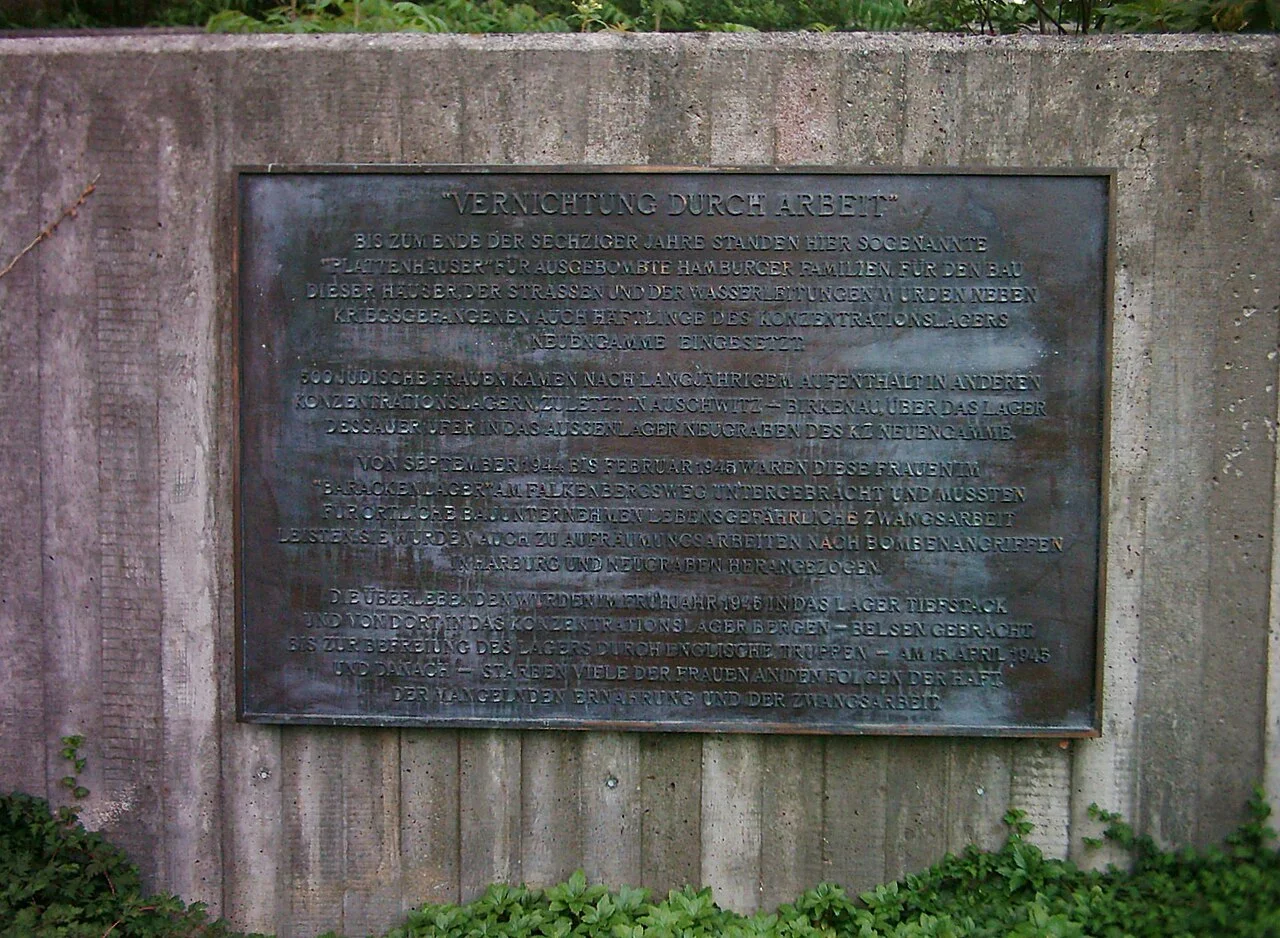 "VERNICHTUNG DURCH ARBEIT"
BIS ZUM ENDE DER SECHZIGER JAHRE STANDEN HIER SOGENANNTE
"PLATTENHÄUSER" FÜR AUSGEBOMBTE HAMBURGER FAMILIEN. FÜR DEN BAU
DIESER HÄUSER, DER STRASSEN UND DER WASSERLEITUNGEN WURDEN NEBEN
KRIEGSGEFANGENEN AUCH HÄFTLINGE DES KONZENTRATIONSLAGERS
NEUENGAMME EINGESETZT.
500 JÜDISCHE FRAUEN KAMEN NACH LANGJÄHRIGEM AUFENTHALT IN ANDEREN
KONZENTRATIONSLAGERN, ZULETZT IN AUSCHWITZ – BIRKENAU, ÜBER DAS LAGER
DESSAUER UFER IN DAS AUSSENLAGER NEUGRABEN DES KZ NEUENGAMME.
VON SEPTEMBER 1944 BIS FEBRUAR 1945 WAREN DIESE FRAUEN IM
"BARACKENLAGER" AM FALKENBERGSWEG UNTERGEBRACHT UND MUSSTEN
FÜR ÖRTLICHE BAUUNTERNEHMEN LEBENSGEFÄHRLICHE ZWANGSARBEIT
LEISTEN. SIE WURDEN AUCH ZU AUFRÄUMUNGSARBEITEN NACH BOMBENANGRIFFEN
IN HARBURG UND NEUGRABEN HERANGEZOGEN.
DIE ÜBERLEBENDEN WURDEN IM FRÜHJAHR 1945 IN DAS LAGER TIEFSTACK
UND VON DORT IN DAS KONZENTRATIONSLAGER BERGEN – BELSEN GEBRACHT.
BIS ZUR BEFREIUNG DES LAGERS DURCH ENGLISCHE TRUPPEN – AM 15. APRIL 1945
UND DANACH – STARBEN VIELE DER FRAUEN AN DEN FOLGEN DER HAFT,
DER MANGELNDEN ERNÄHRUNG UND DER ZWANGSARBEIT.